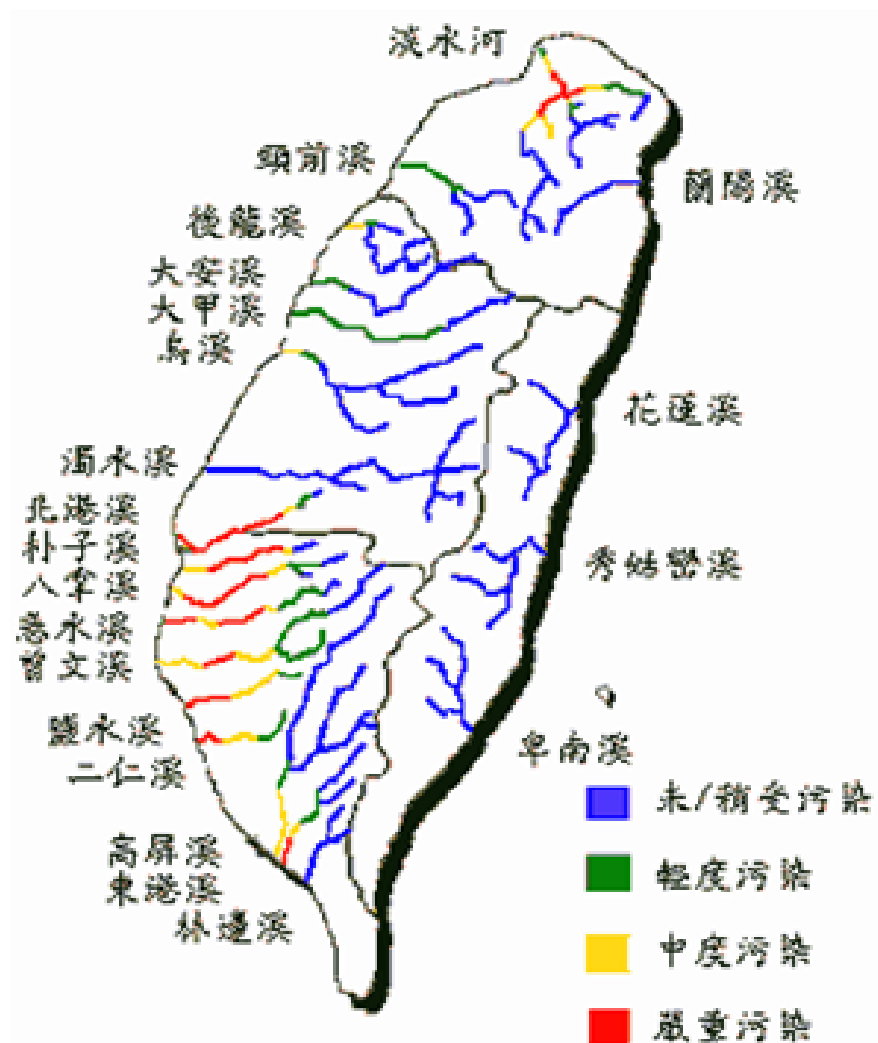 淡水河
頭前溪
蘭陽溪
後龍溪
大安溪
大甲溪
烏溪
花蓮溪
濁水溪
北港溪
朴子溪
八掌溪
秀姑巒溪
急水溪
曾文溪
鹽水溪
卑南溪
二仁溪
未/稍受污染
高屏溪
輕度污染
東港溪
林邊溪
中度污染
嚴重污染